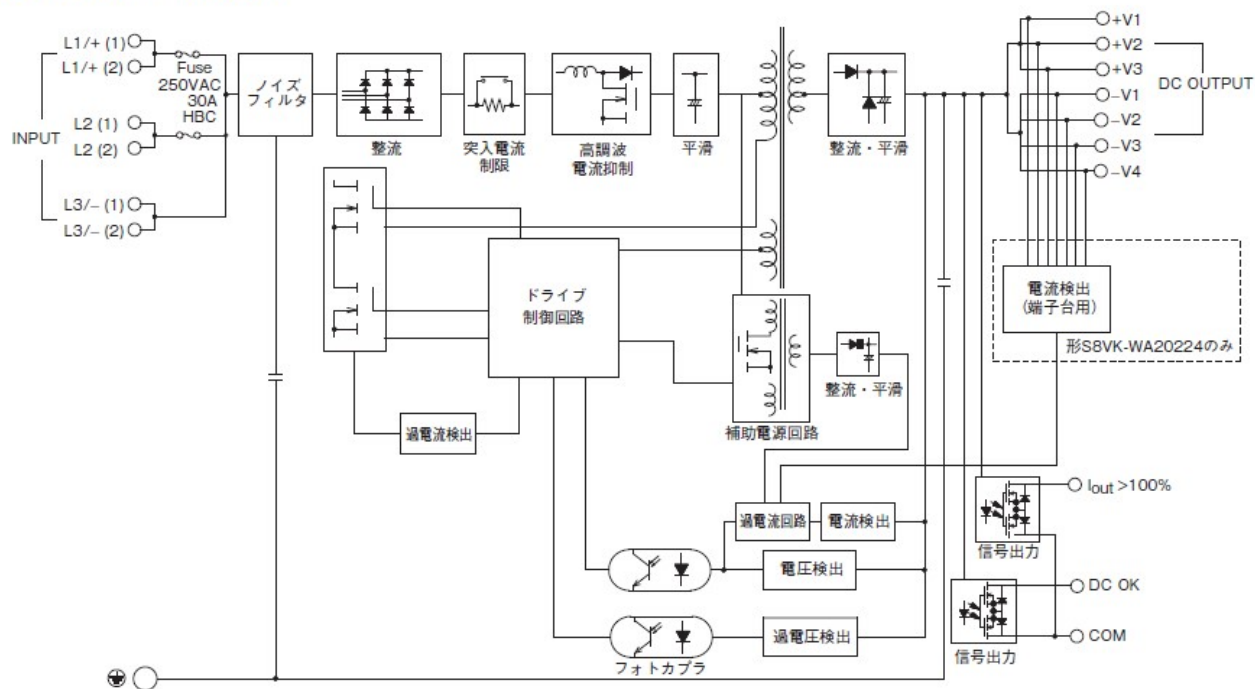 L1/+ (1)
L1/+ (2)
Fuse
250VAC
30A
HBC
INPUT
L2 (1)
L2 (2)
L3/− (1)
L3/− (2)
ノイズ
フィルタ
整流
突入電流
制限
高調波
電流抑制
平滑
整流・平滑
+V1
+V2
+V3
−V1
−V2
−V3
−V4
DC OUTPUT
電流検出
(端子台用)
形S8VK-WA20224のみ
ドライブ
制御回路
過電流検出
補助電源回路
整流・平滑
過電流回路
電流検出
電圧検出
過電圧検出
フォトカプラ
Iout >100%
信号出力
DC OK
COM
信号出力